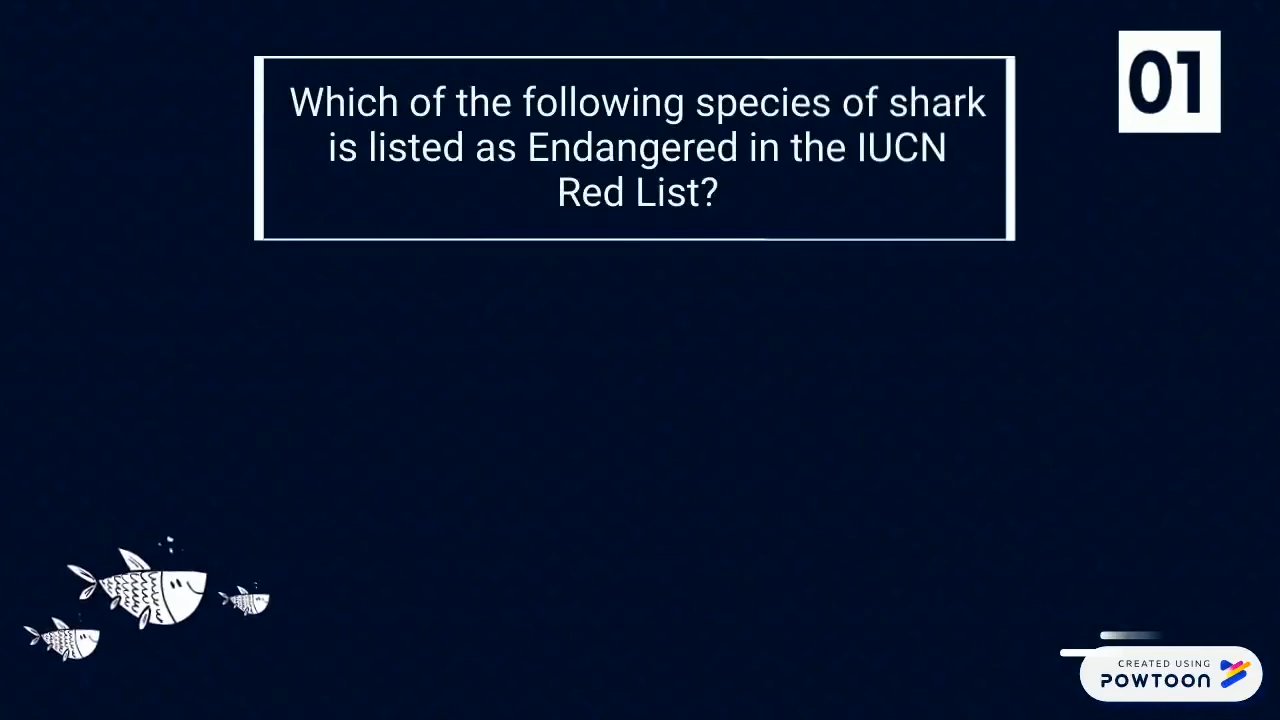 01
Which of the following species of shark
is listed as Endangered in the IUCN
Red List?
CREATED USING
POWTOON